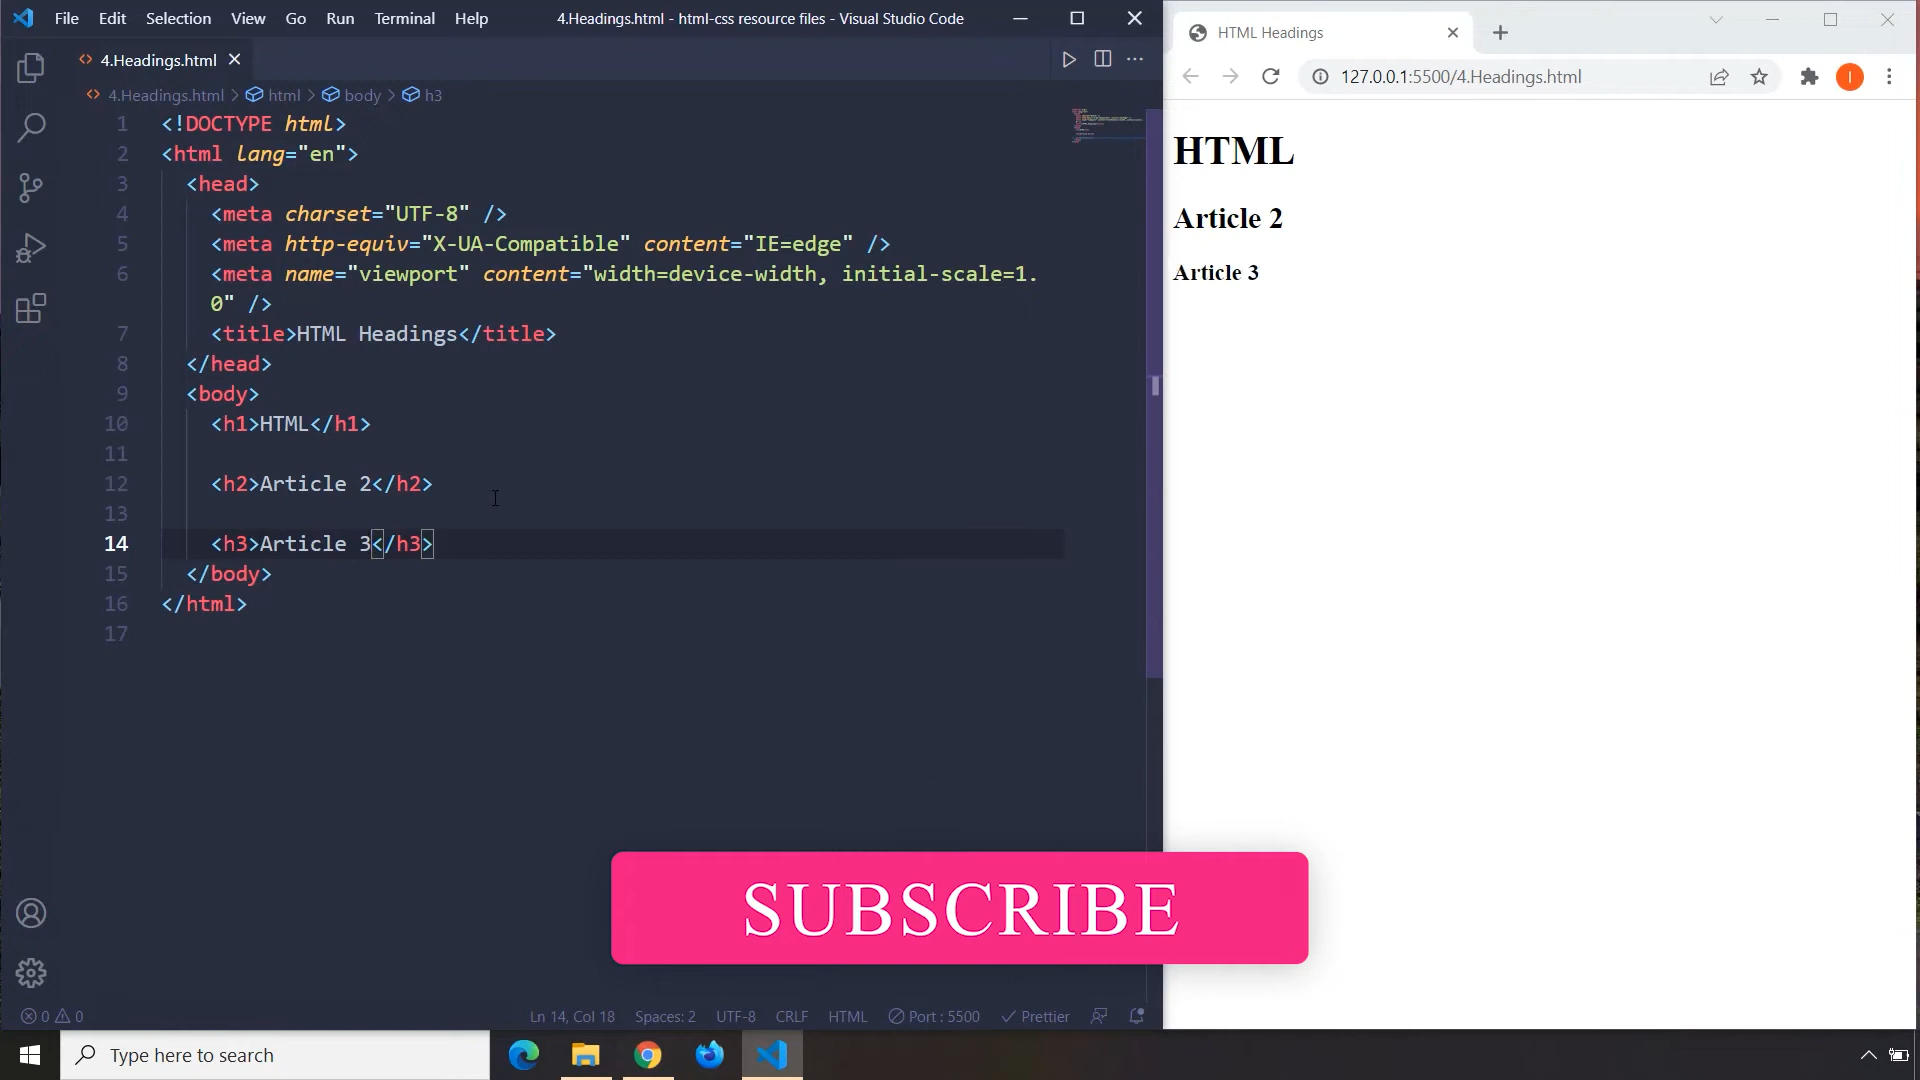 File Edit Selection View Go Run Terminal Help 4.Headings.html - html-css resource files - Visual Studio Code
4.Headings.html
4.Headings.html > html > body > h3
1 <!DOCTYPE html>
2 <html lang="en">
3 <head>
4 <meta charset="UTF-8" />
5 <meta http-equiv="X-UA-Compatible" content="IE=edge" />
6 <meta name="viewport" content="width=device-width, initial-scale=1.
0" />
7 <title>HTML Headings</title>
8 </head>
9 <body>
10 <h1>HTML</h1>
11
12 <h2>Article 2</h2>
13
14 <h3>Article 3</h3>
15 </body>
16 </html>
17
0 0 Ln 14, Col 18 Spaces: 2 UTF-8 CRLF HTML Port : 5500 Prettier
HTML Headings
127.0.0.1:5500/4.Headings.html I
HTML
Article 2
Article 3
SUBSCRIBE
Type here to search